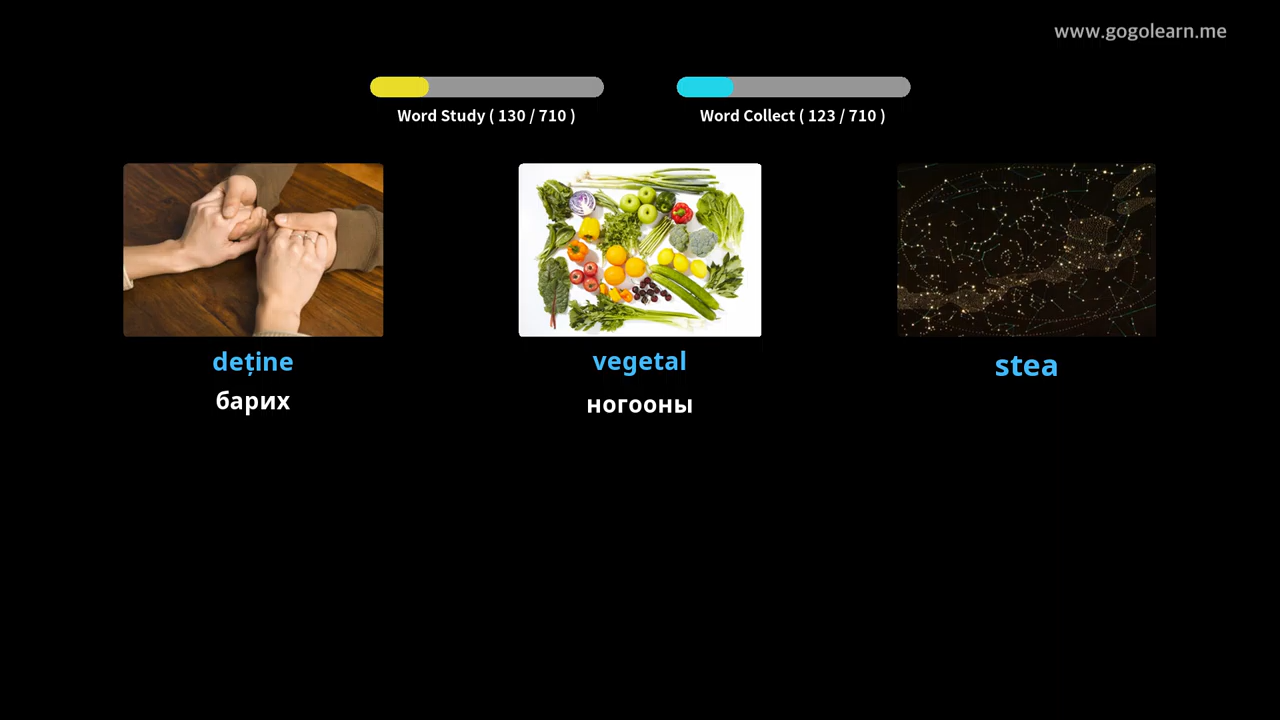 www.gogolearn.me
Word Study ( 130 / 710 )
Word Collect ( 123 / 710 )
deține
vegetal
stea
барих
ногооны